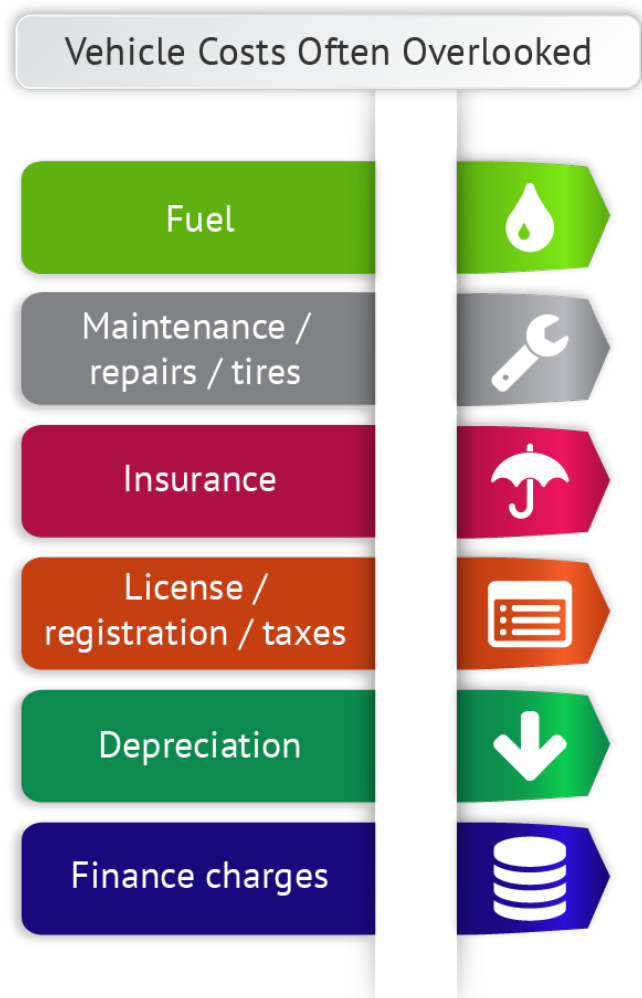 Vehicle Costs Often Overlooked
Fuel
Maintenance /
repairs / tires
Insurance
License /
registration / taxes
Depreciation
Finance charges